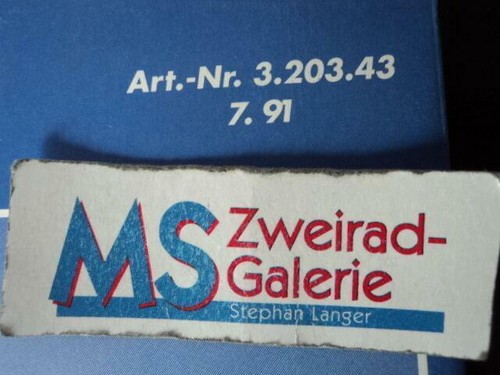 Art.-Nr. 3.203.43
7. 91
MS Zweirad-
Galerie
Stephan Langer